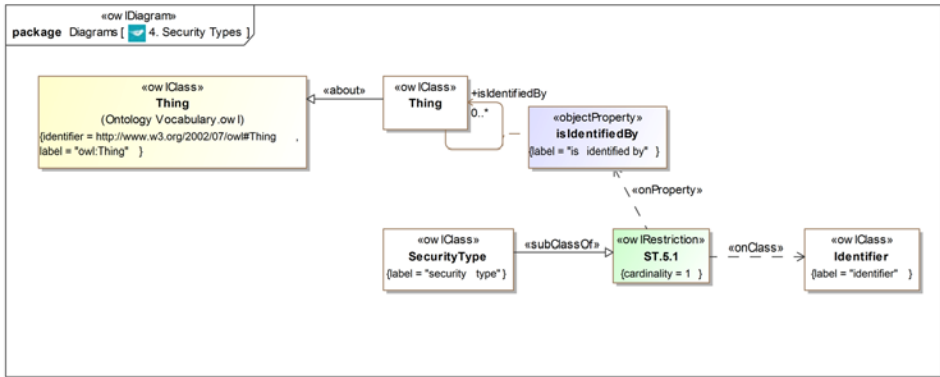 «owlDiagram»
package Diagrams [ 4. Security Types ]
«owlClass»
Thing
(Ontology Vocabulary.owl)
{identifier = http://www.w3.org/2002/07/owl#Thing ,
label = "owl:Thing" }
«about»
«owlClass»
Thing
+isIdentifiedBy
0..*
«objectProperty»
isIdentifiedBy
{label = "is identified by" }
«onProperty»
«owlClass»
SecurityType
{label = "security type"}
«subClassOf»
«owlRestriction»
ST.5.1
{cardinality = 1 }
«onClass»
«owlClass»
Identifier
{label = "identifier" }